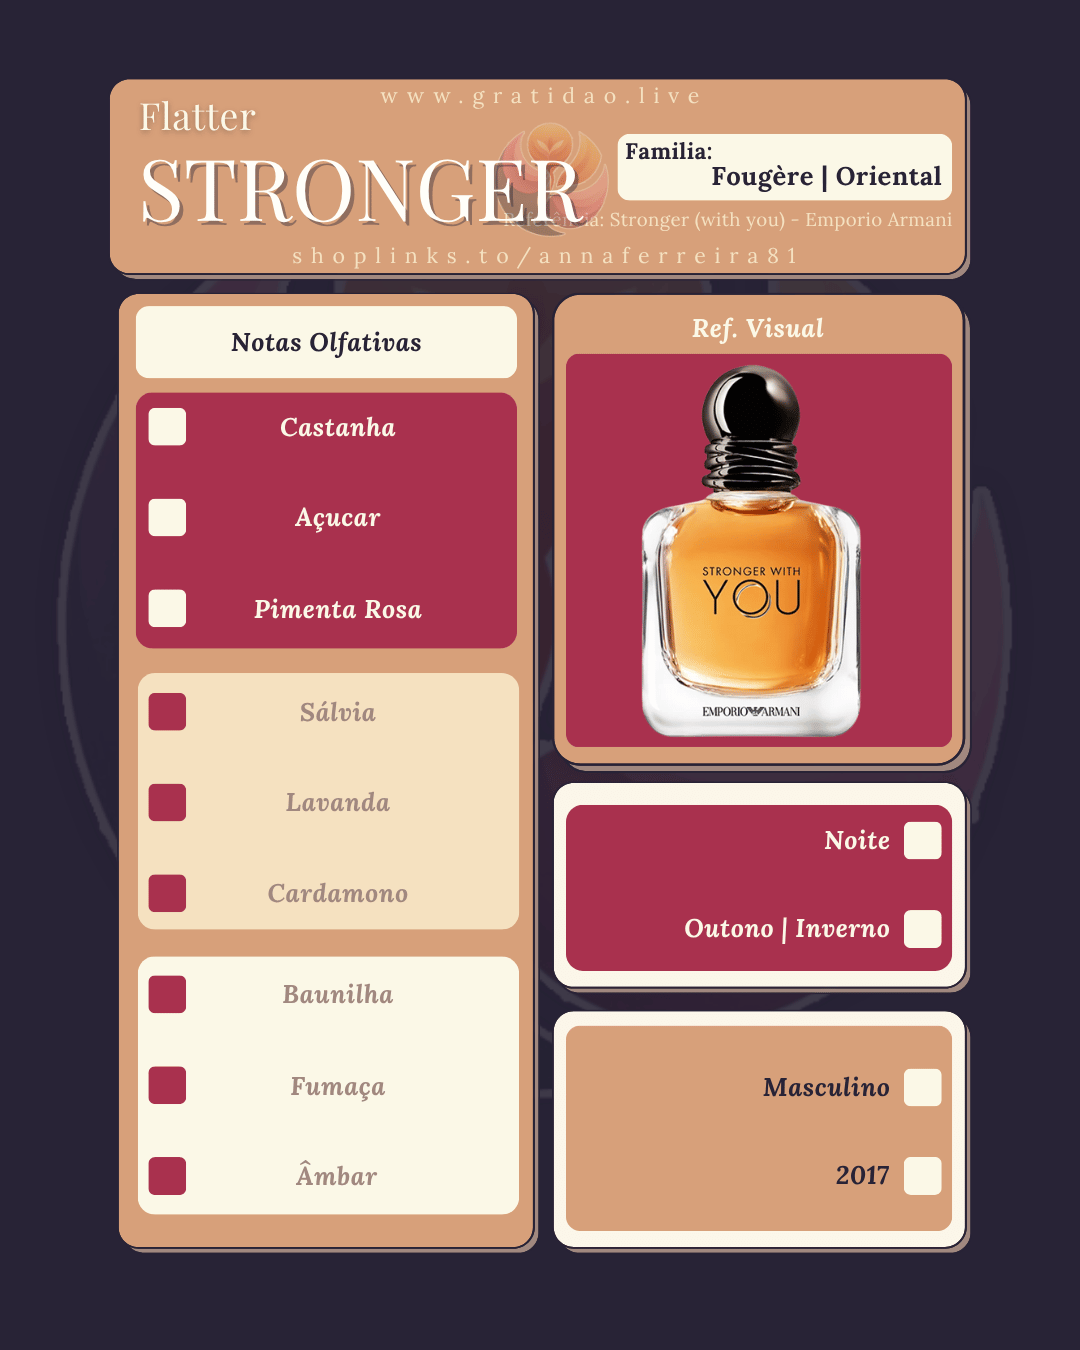 www.gratidao.live
Flatter
STRONGER
Familia:
Fougère | Oriental
Referência: Stronger (with you) - Emporio Armani
shoplinks.to/annaferreira81
Notas Olfativas
Castanha
Açucar
Pimenta Rosa
Sálvia
Lavanda
Cardamono
Baunilha
Fumaça
Âmbar
Ref. Visual
STRONGER WITH
YOU
EMPORIO ARMANI
Noite
Outono | Inverno
Masculino
2017